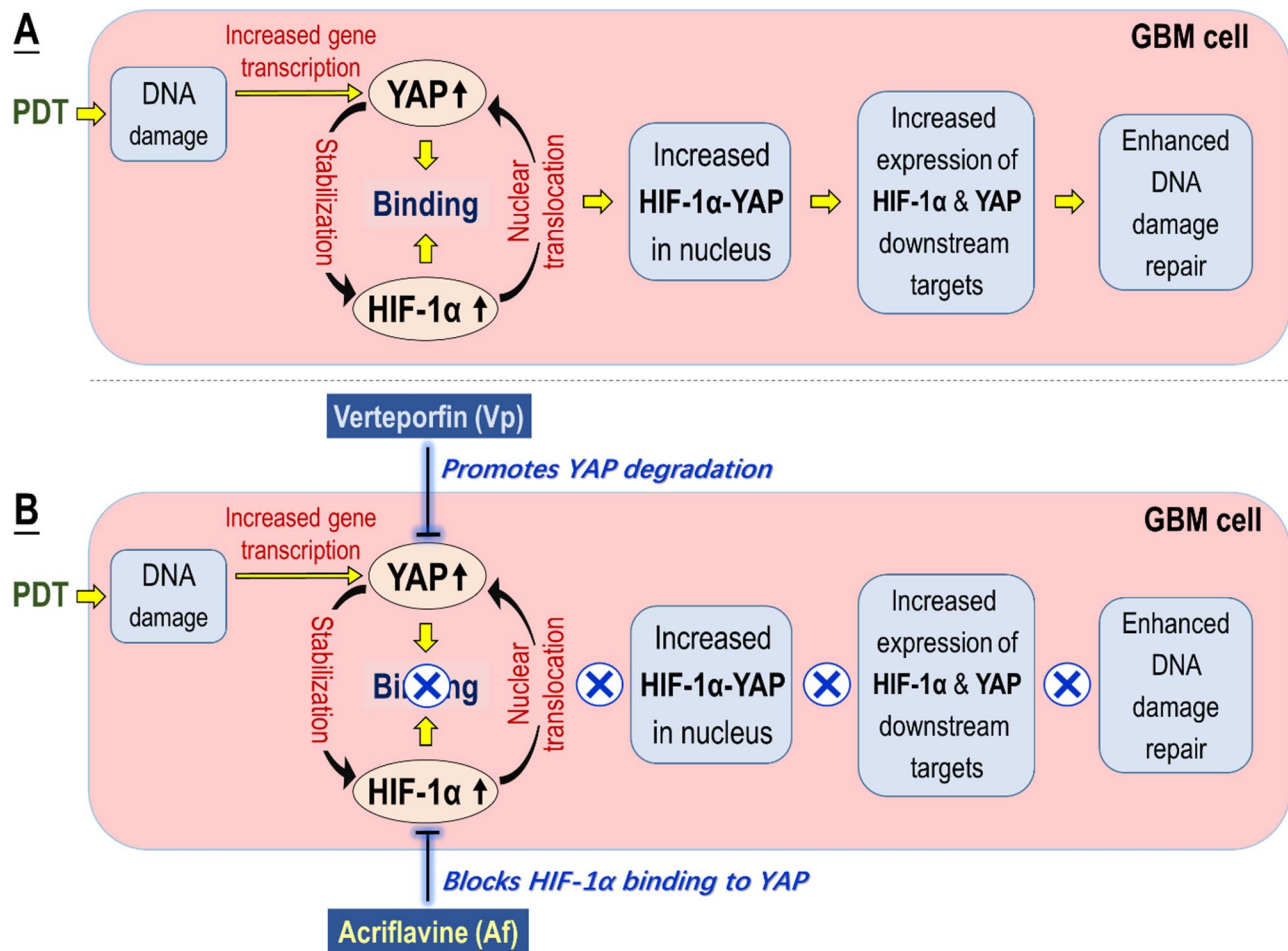 A
GBM cell
Increased gene
transcription
PDT
DNA
damage
YAP
Stabilization
Binding
Nuclear
translocation
HIF-1α
Increased
HIF-1α-YAP
in nucleus
Increased
expression of
HIF-1α & YAP
downstream
targets
Enhanced
DNA
damage
repair
Verteporfin (Vp)
Promotes YAP degradation
B
GBM cell
Increased gene
transcription
PDT
DNA
damage
YAP
Stabilization
Binding
Nuclear
translocation
HIF-1α
Increased
HIF-1α-YAP
in nucleus
Increased
expression of
HIF-1α & YAP
downstream
targets
Enhanced
DNA
damage
repair
Blocks HIF-1α binding to YAP
Acriflavine (Af)